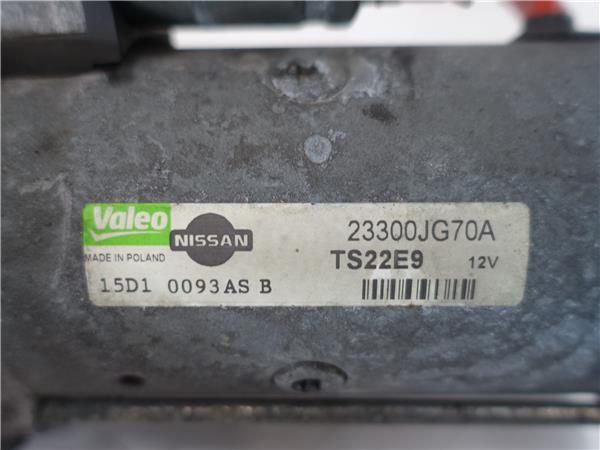 Valeo
NISSAN
23300JG70A
MADE IN POLAND
TS22E9 12V
15D1 0093AS B